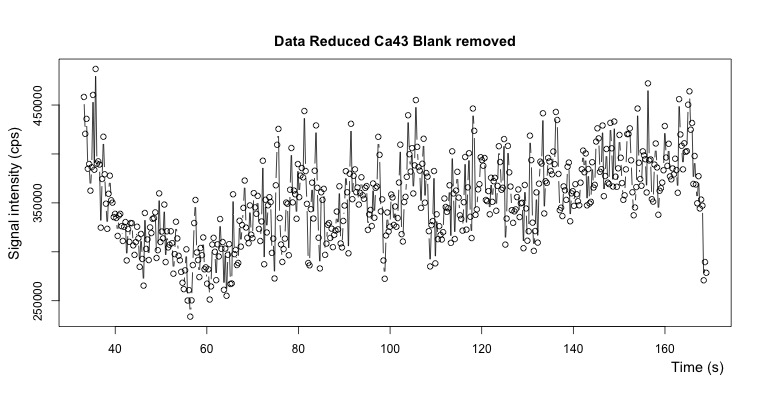 Data Reduced Ca43 Blank removed
Signal intensity (cps)
450000
350000
250000
40 60 80 100 120 140 160
Time (s)